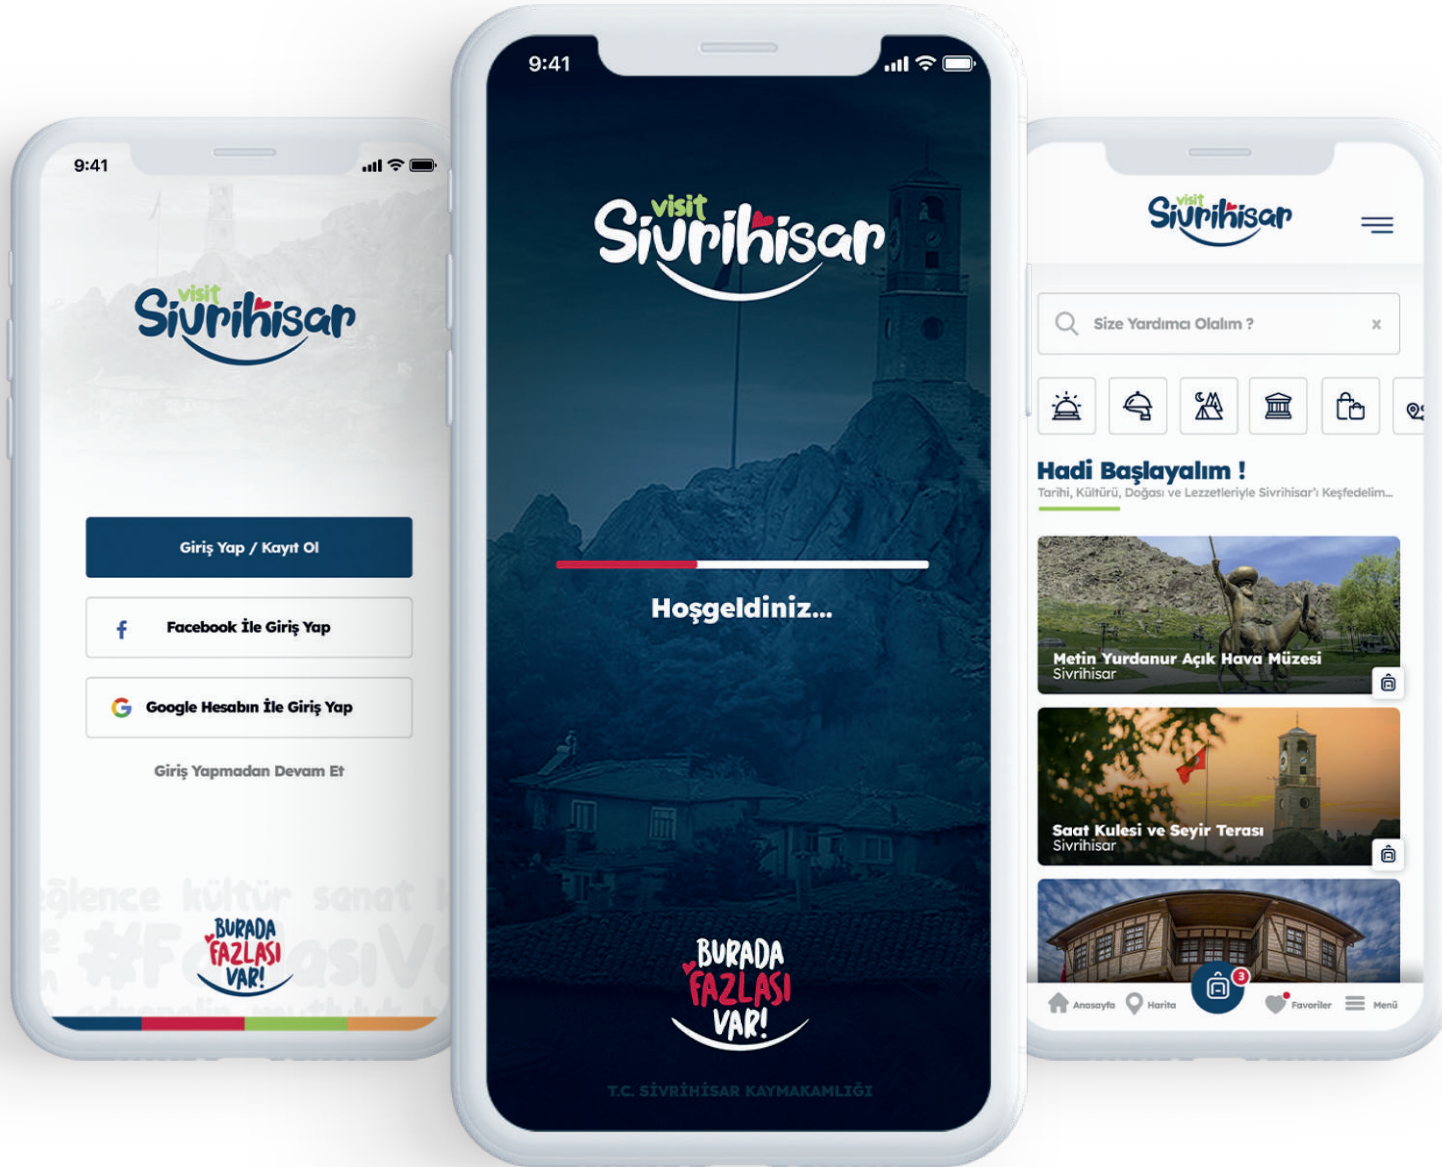 9:41
visit
Sivrihisar
Giriş Yap / Kayıt Ol
Facebook İle Giriş Yap
Google Hesabın İle Giriş Yap
Giriş Yapmadan Devam Et
eğlence kültür sanat
BURADA
FAZLASI
VAR!
9:41
visit
Sivrihisar
Hoşgeldiniz...
BURADA
FAZLASI
VAR!
T.C. SİVRİHİSAR KAYMAKAMLIĞI
visit
Sivrihisar
Size Yardımcı Olalım ?
x
Hadi Başlayalım !
Tarihi, Kültürü, Doğası ve Lezzetleriyle Sivrihisar'ı Keşfedelim...
Metin Yurdanur Açık Hava Müzesi
Sivrihisar
Saat Kulesi ve Seyir Terası
Sivrihisar
3
Anasayfa Harita Favoriler Menü